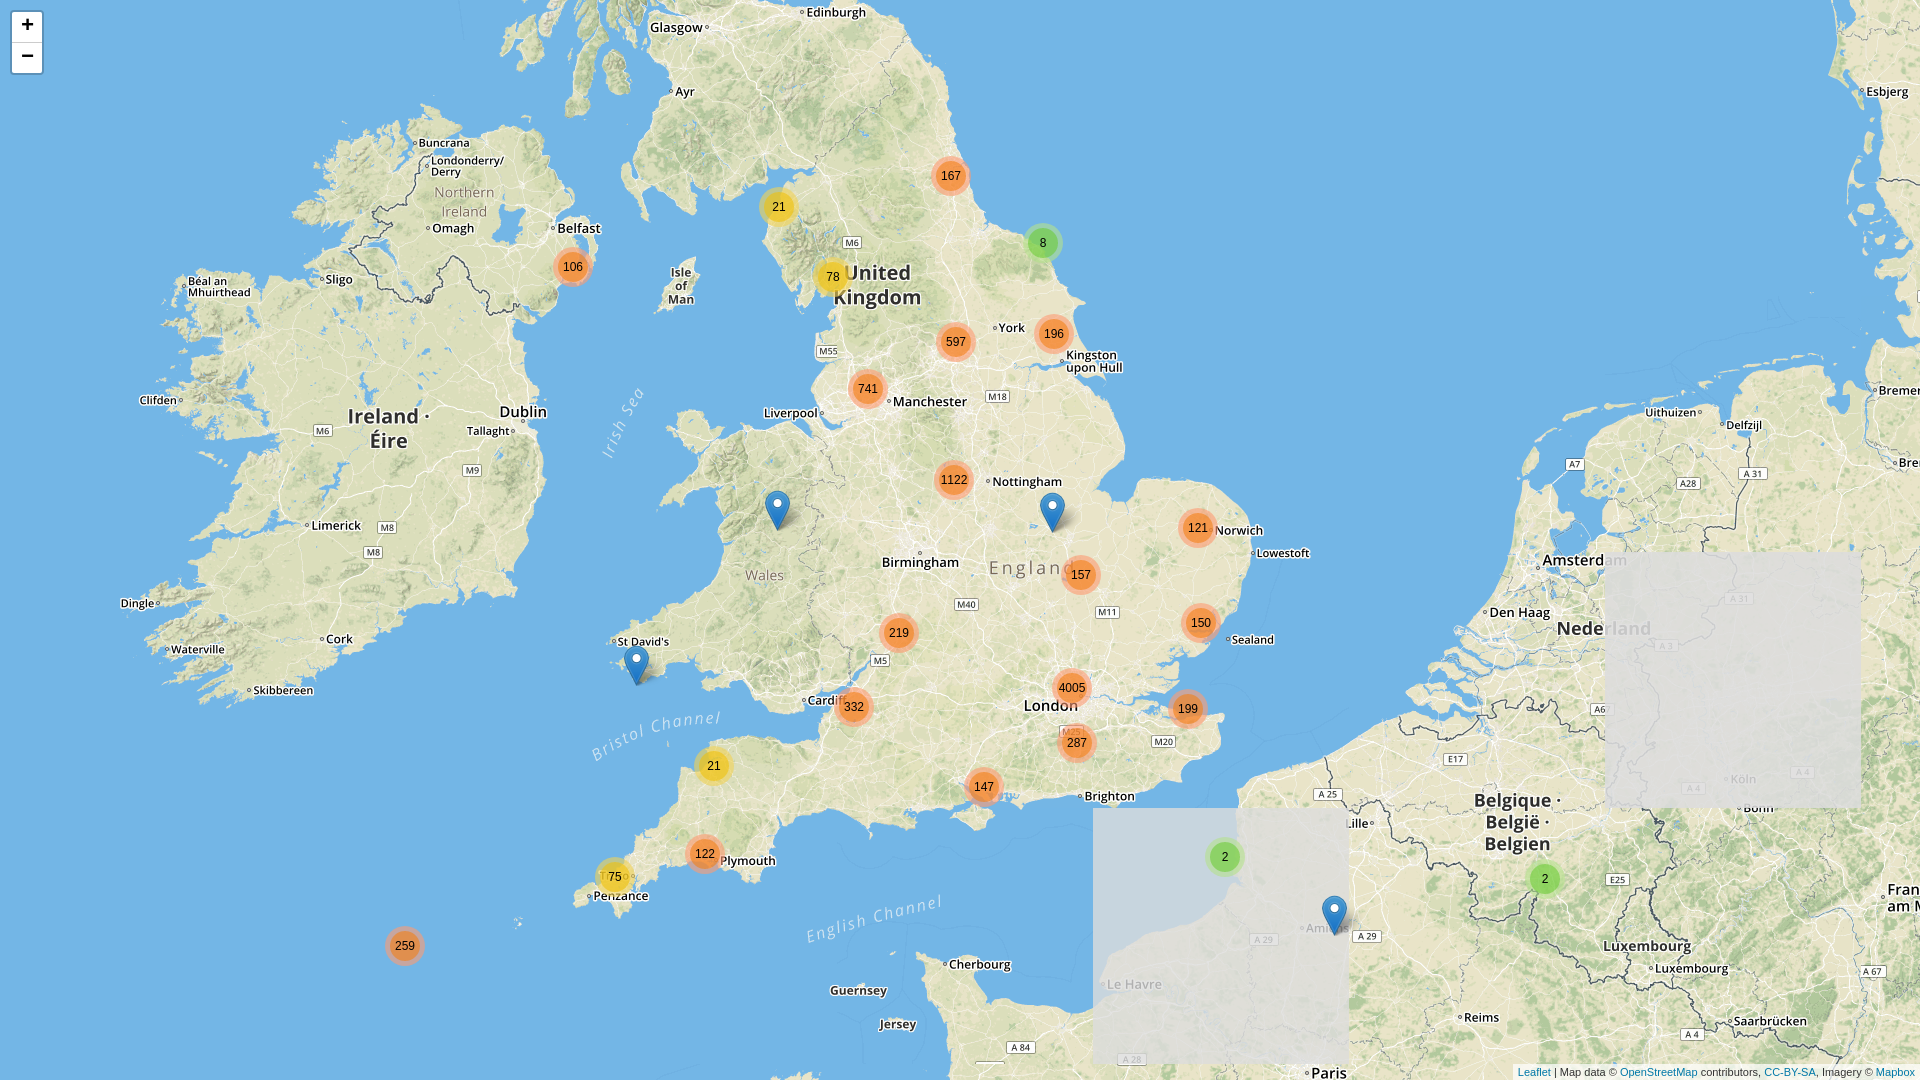 +
−
Edinburgh
Glasgow
Ayr
Esbjerg
Buncrana
Londonderry/
Derry
Northern
Ireland
Omagh
Belfast
167
21
M6
8
106
78
United
Kingdom
Isle
of
Man
Béal an
Mhuirthead
Sligo
York
196
597
M55
Kingston
upon Hull
741
Manchester
M18
Liverpool
Clifden
Ireland ·
Éire
Dublin
Tallaght
M6
M9
Irish Sea
Uithuizen
Delfzijl
A7
A 31
A28
1122
Nottingham
Limerick
M8
M8
121
Norwich
Lowestoft
Birmingham
England
157
Wales
Amsterdam
A 31
Den Haag
Nederland
A 3
Dingle
Cork
Waterville
Skibbereen
M40
M11
219
150
Sealand
St David's
M5
4005
London
Cardiff
332
199
M25
287
M20
Bristol Channel
21
147
Brighton
E17
A 25
Köln
A 4
A 4
Bonn
Lille
Belgique ·
België ·
Belgien
2
2
E25
122
Plymouth
75
Penzance
259
English Channel
Amiens
A 29
A 29
Luxembourg
Luxembourg
A 67
Cherbourg
Le Havre
Guernsey
Jersey
Reims
Saarbrücken
A 4
A 84
A 28
Paris
Leaflet | Map data © OpenStreetMap contributors, CC-BY-SA, Imagery © Mapbox